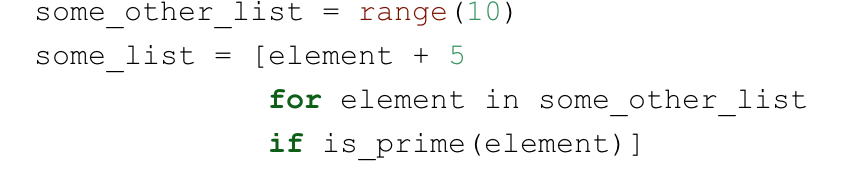 some_other_list = range(10)
some_list = [element + 5
for element in some_other_list
if is_prime(element)]